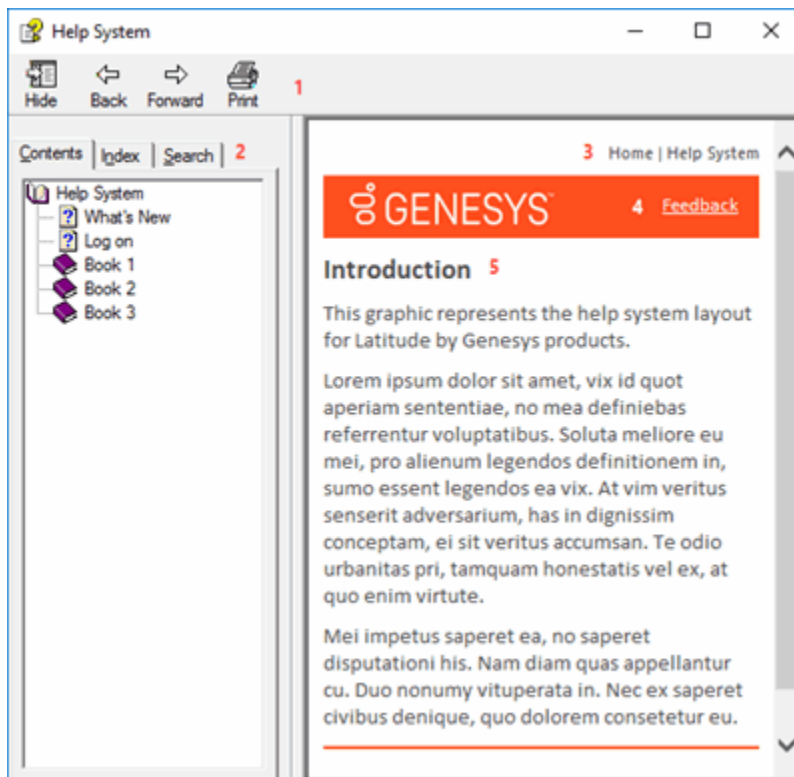 Help System
Hide Back Forward Print 1
Contents Index Search 2
Help System
What's New
Log on
Book 1
Book 2
Book 3
3 Home | Help System
GENESYS™ 4 Feedback
Introduction 5
This graphic represents the help system layout
for Latitude by Genesys products.
Lorem ipsum dolor sit amet, vix id quot
aperiam sententiae, no mea definiebas
referrentur voluptatibus. Soluta meliore eu
mei, pro alienum legendos definitionem in,
sumo essent legendos ea vix. At vim veritus
senserit adversarium, has in dignissim
conceptam, ei sit veritus accumsan. Te odio
urbanitas pri, tamquam honestatis vel ex, at
quo enim virtute.
Mei impetus saperet ea, no saperet
disputationi his. Nam diam quas appellantur
cu. Duo nonumy vituperata in. Nec ex saperet
civibus denique, quo dolorem consetetur eu.